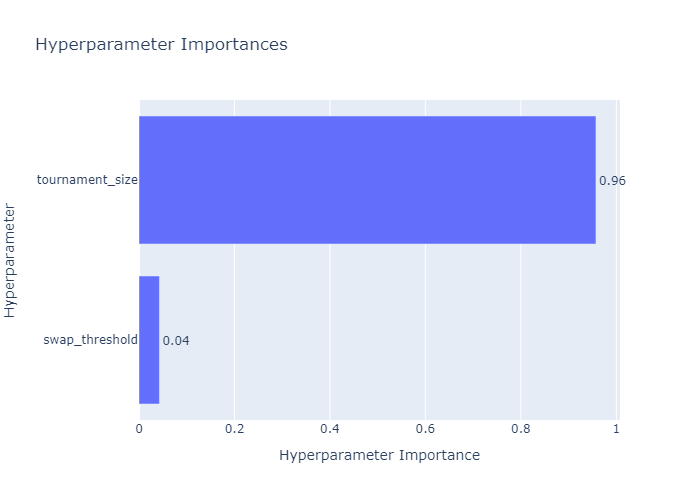 Hyperparameter Importances
Hyperparameter
tournament_size
0.96
swap_threshold
0.04
0
0.2
0.4
0.6
0.8
1
Hyperparameter Importance